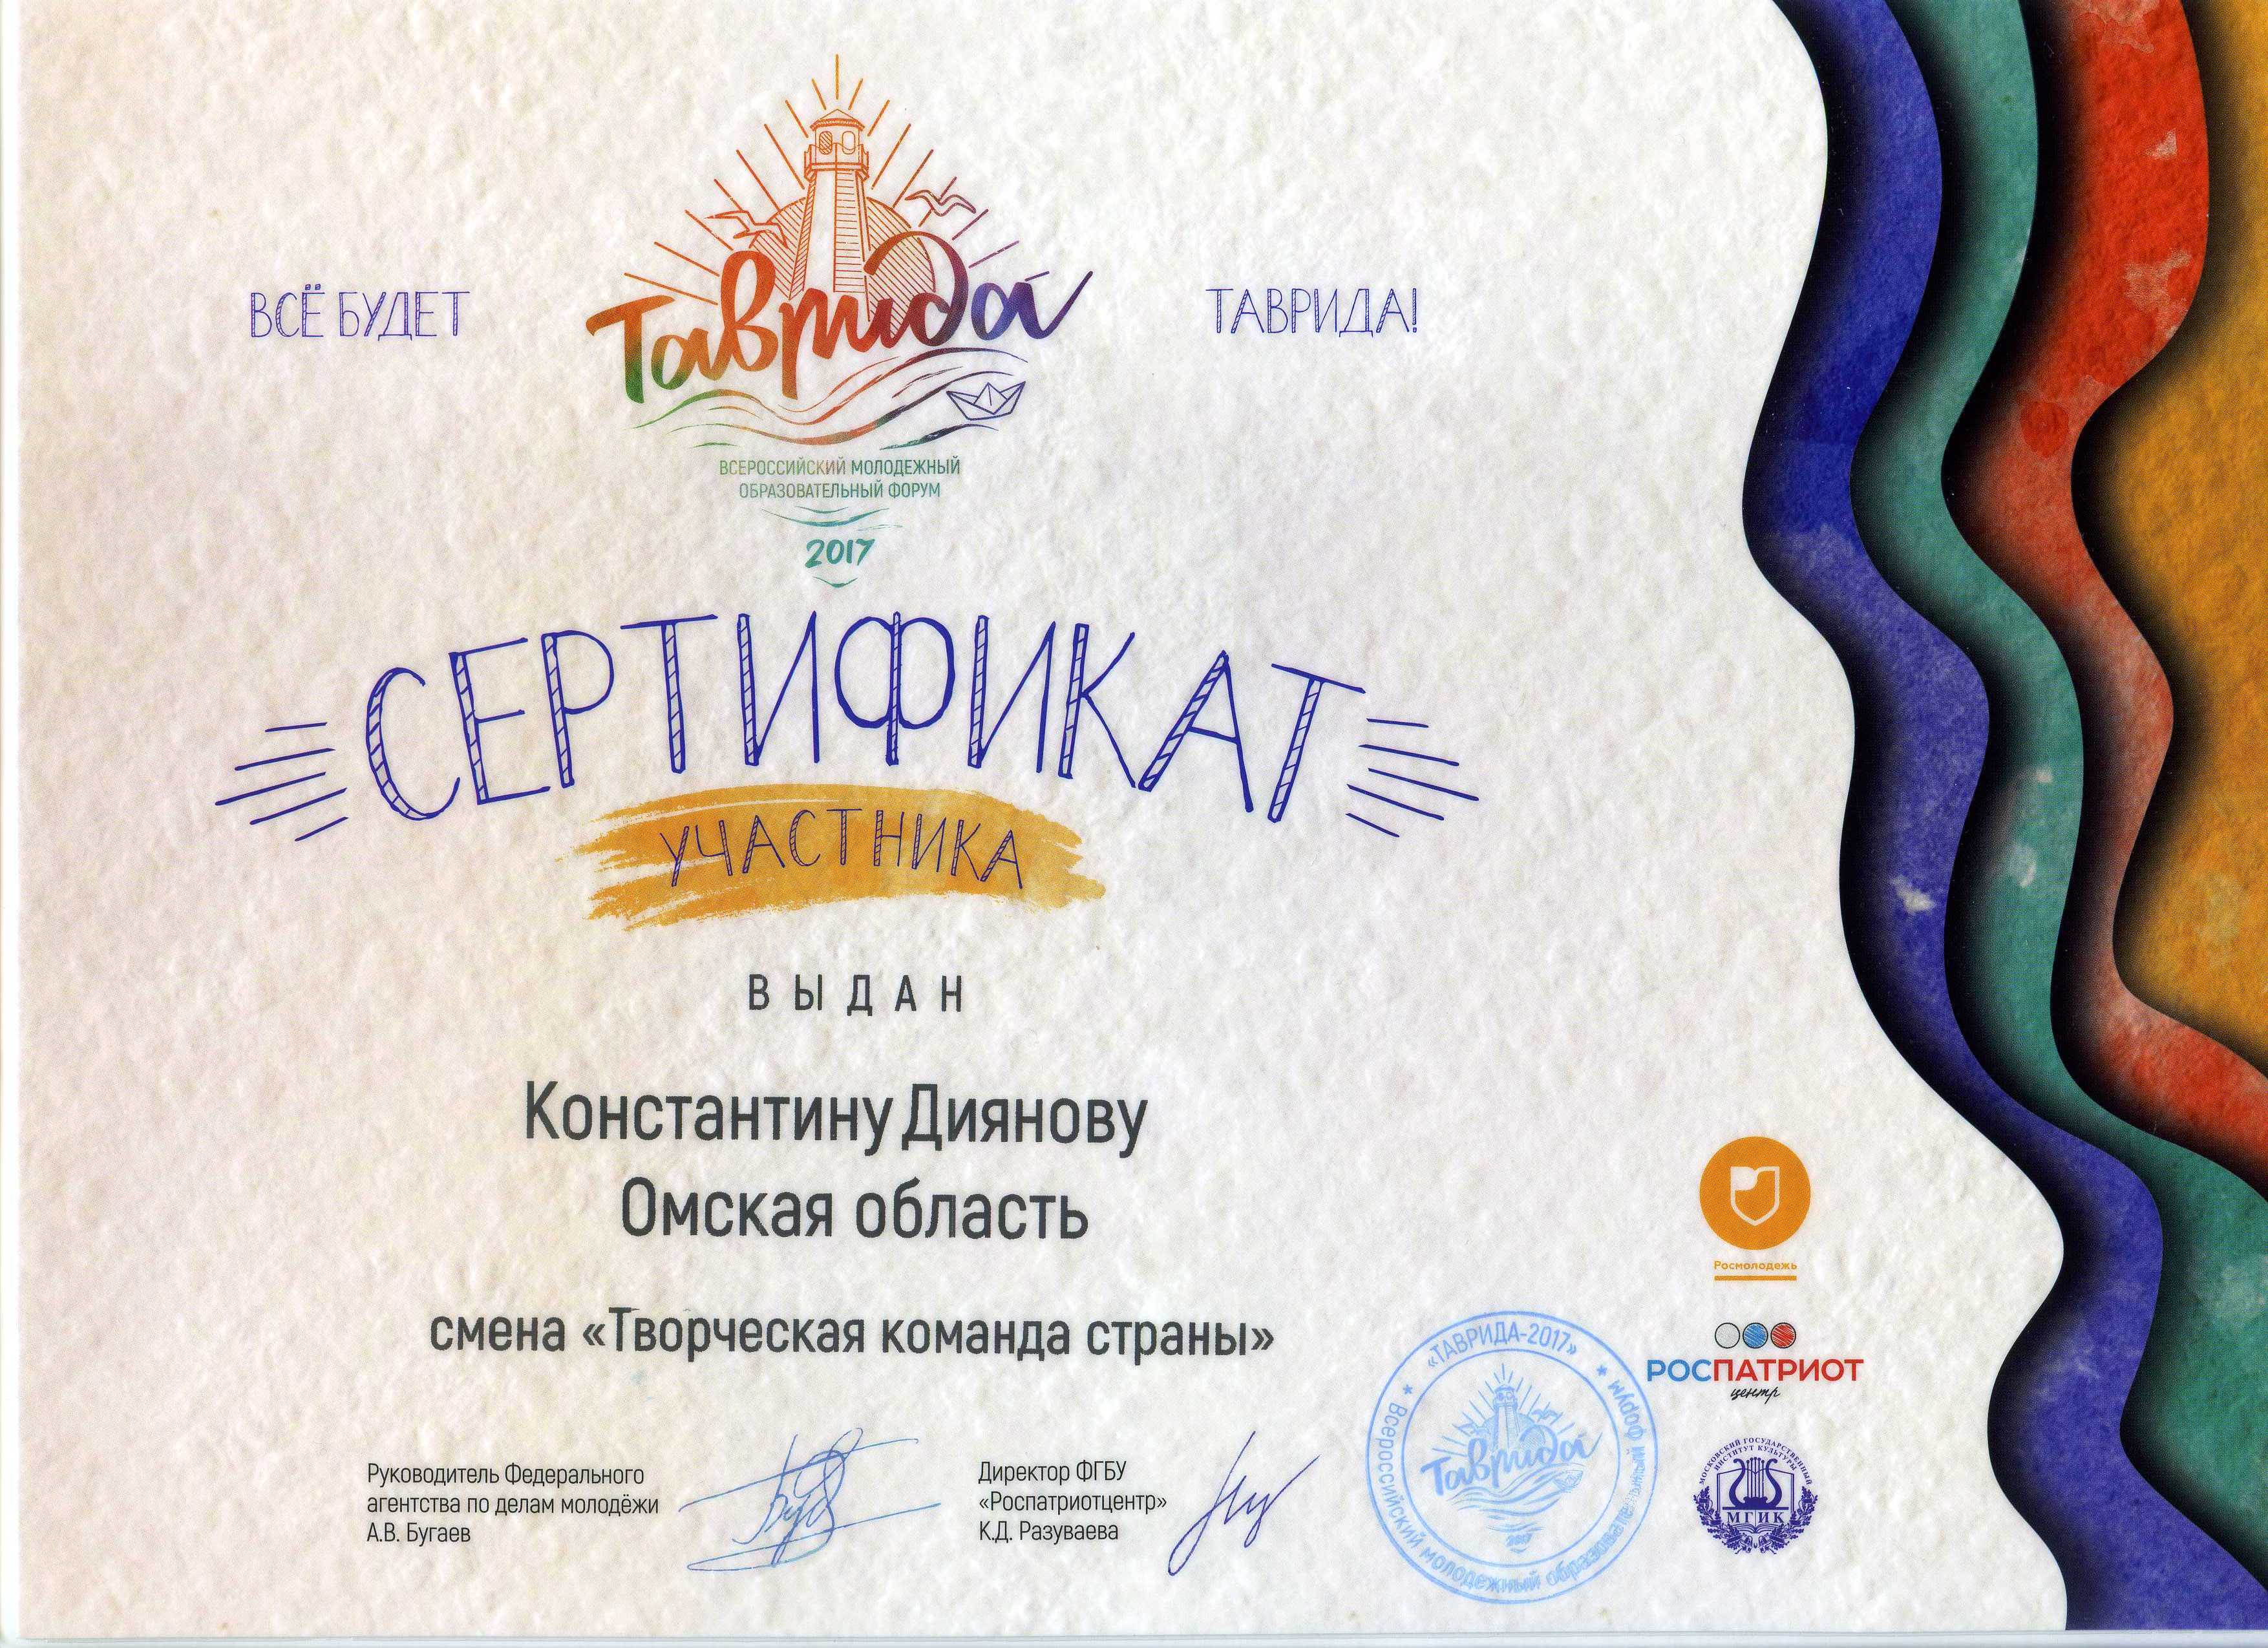 ВСЁ БУДЕТ
Таврида
ТАВРИДА!
ВСЕРОССИЙСКИЙ МОЛОДЕЖНЫЙ
ОБРАЗОВАТЕЛЬНЫЙ ФОРУМ
2017
СЕРТИФИКАТ
УЧАСТНИКА
ВЫДАН
Константину Диянову
Омская область
смена «Творческая команда страны»
Руководитель Федерального
агентства по делам молодёжи
А.В. Бугаев
Директор ФГБУ
«Роспатриотцентр»
К.Д. Разуваева
«ТАВРИДА-2017»
* Всероссийский молодежный образовательный форум *
Таврида
2017
Росмолодежь
РОСПАТРИОТ
центр
МОСКОВСКИЙ ГОСУДАРСТВЕННЫЙ
ИНСТИТУТ КУЛЬТУРЫ
МГИК